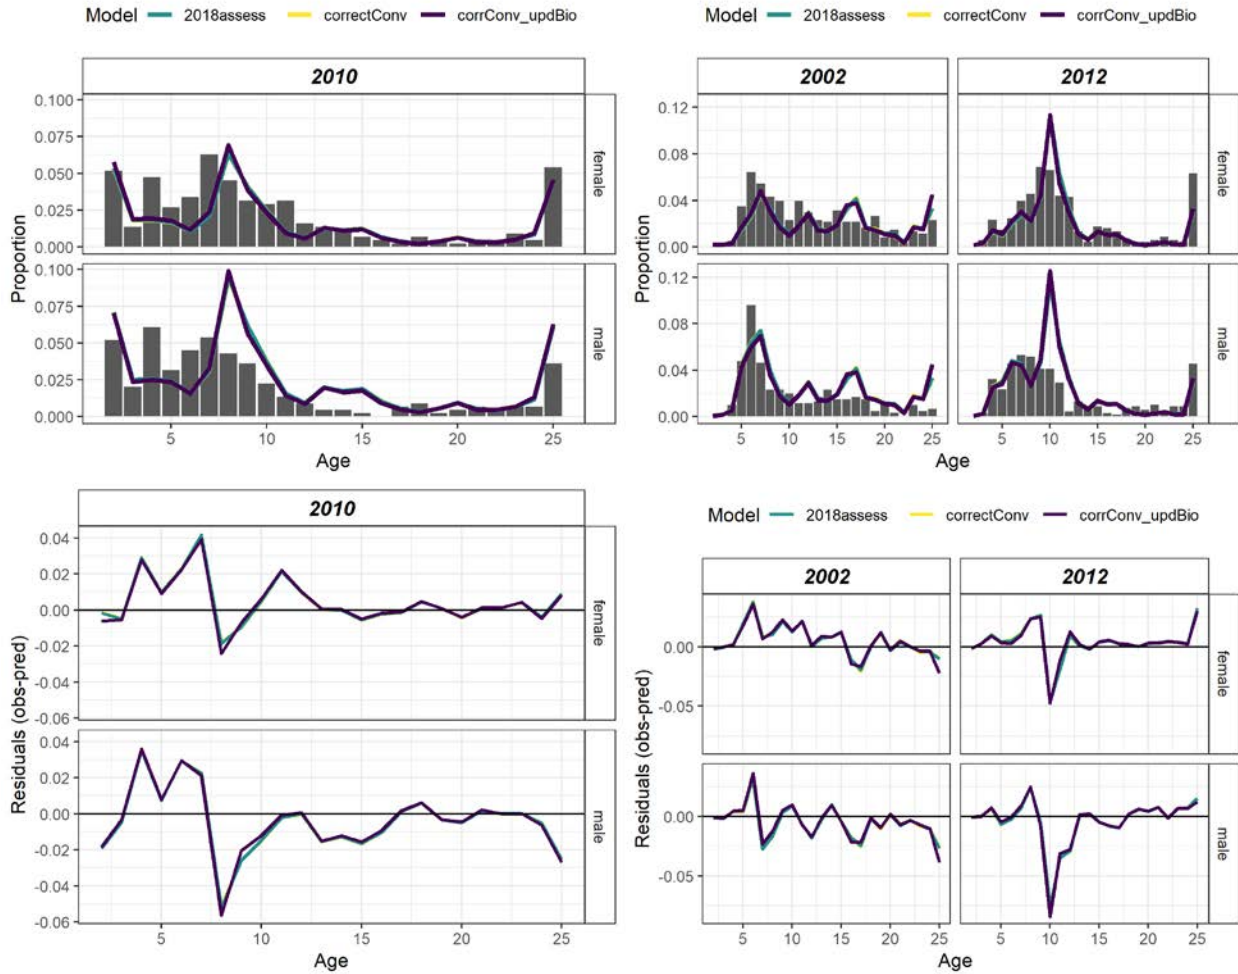 Model 2018assess correctConv corrConv_updBio
2010
0.100
0.075
0.050
0.025
0.000
female
0.100
0.075
0.050
0.025
0.000
male
Proportion
5 10 15 20 25
Age
Model 2018assess correctConv corrConv_updBio
2002 2012
0.12
0.08
0.04
0.00
female
0.12
0.08
0.04
0.00
male
Proportion
5 10 15 20 25 5 10 15 20 25
Age
2010
0.04
0.02
0.00
-0.02
-0.04
-0.06
female
0.04
0.02
0.00
-0.02
-0.04
-0.06
male
Residuals (obs-pred)
5 10 15 20 25
Age
Model 2018assess correctConv corrConv_updBio
2002 2012
0.00
-0.05
female
0.00
-0.05
male
Residuals (obs-pred)
5 10 15 20 25 5 10 15 20 25
Age